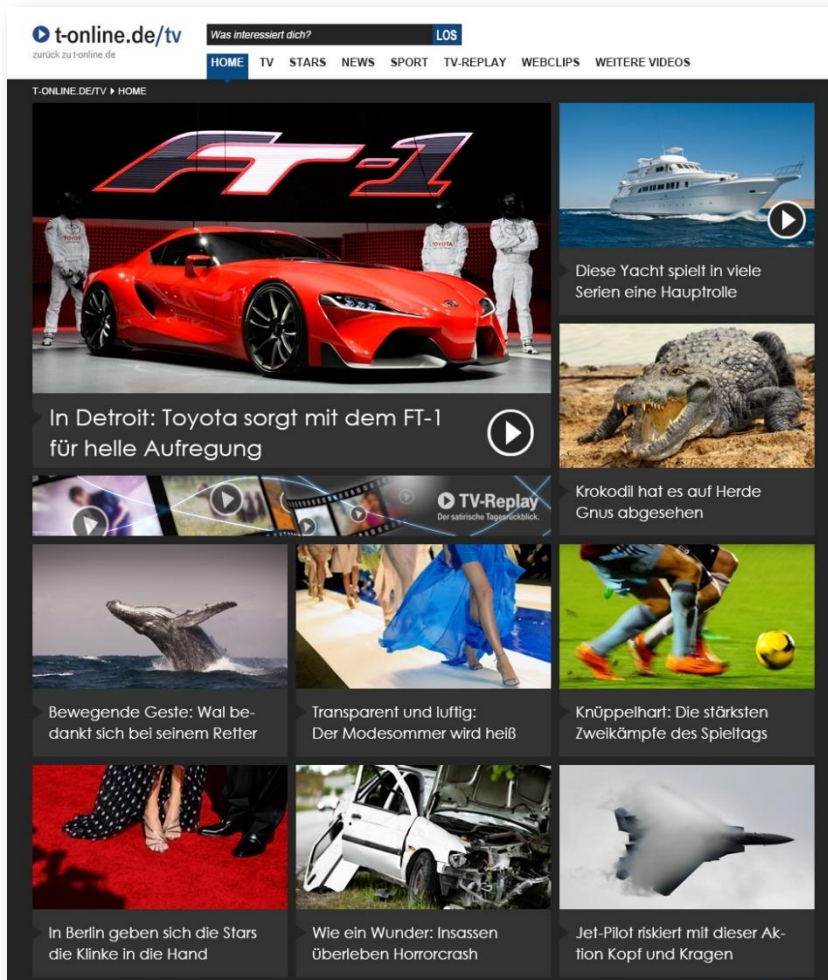 t-online.de/tv
zurück zu t-online.de
Was interessiert dich?
LOS
HOME TV STARS NEWS SPORT TV-REPLAY WEBCLIPS WEITERE VIDEOS
T-ONLINE.DE/TV HOME
FT-1
TOYOTA
TOYOTA
In Detroit: Toyota sorgt mit dem FT-1
für helle Aufregung
Diese Yacht spielt in viele
Serien eine Hauptrolle
Krokodil hat es auf Herde
Gnus abgesehen
TV-Replay
Der satirische Tagesrückblick.
Bewegende Geste: Wal be-
dankt sich bei seinem Retter
Transparent und luftig:
Der Modesommer wird heiß
Knüppelhart: Die stärksten
Zweikämpfe des Spieltags
In Berlin geben sich die Stars
die Klinke in die Hand
Wie ein Wunder: Insassen
überleben Horrorcrash
Jet-Pilot riskiert mit dieser Ak-
tion Kopf und Kragen